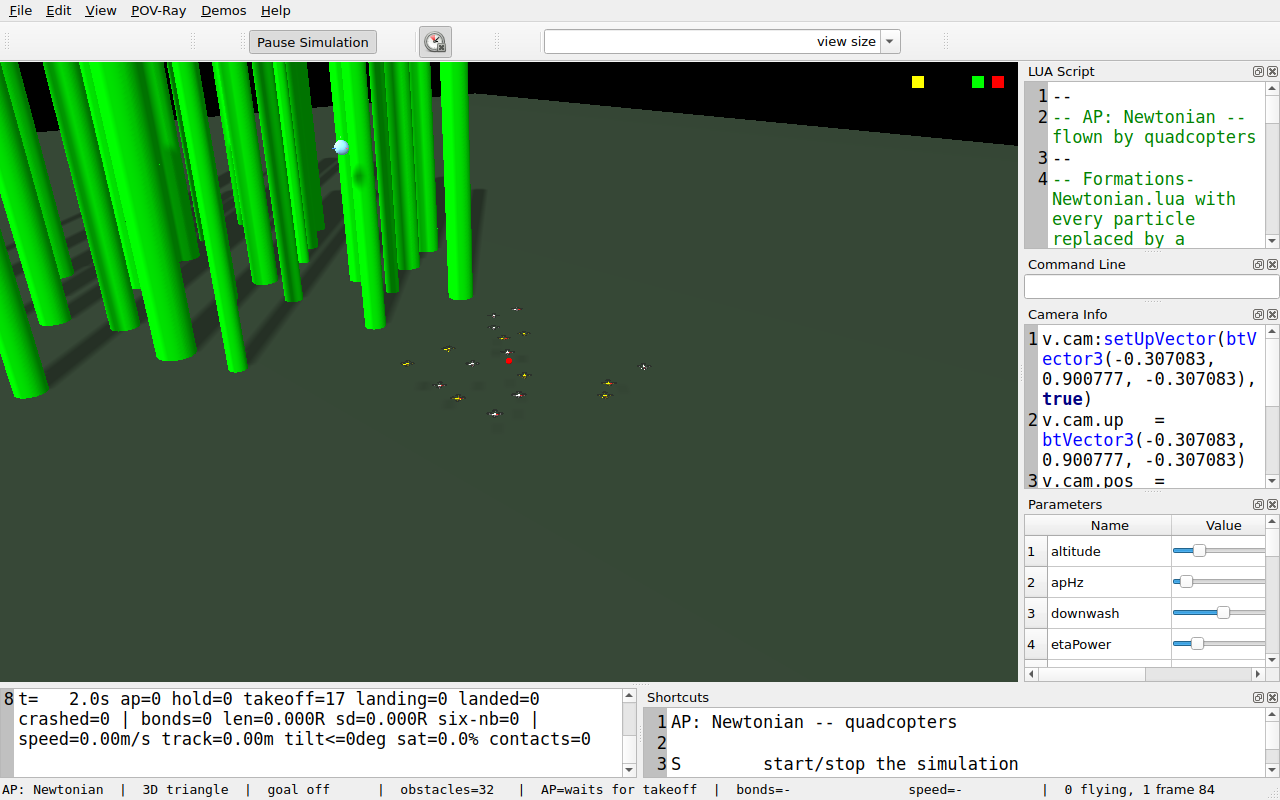 File Edit View POV-Ray Demos Help
Pause Simulation
view size
LUA Script
1 --
2 -- AP: Newtonian --
flown by quadcopters
3 --
4 -- Formations-
Newtonian.lua with
every particle
replaced by a
Command Line
Camera Info
1 v.cam:setUpVector(btV
ector3(-0.307083,
0.900777, -0.307083),
true)
2 v.cam.up   =
btVector3(-0.307083,
0.900777, -0.307083)
3 v.cam.pos  =
Parameters
Name Value
1 altitude
2 apHz
3 downwash
4 etaPower
8 t=   2.0s ap=0 hold=0 takeoff=17 landing=0 landed=0
crashed=0 | bonds=0 len=0.000R sd=0.000R six-nb=0 |
speed=0.00m/s track=0.00m tilt<=0deg sat=0.0% contacts=0
Shortcuts
1 AP: Newtonian -- quadcopters
2
3 S        start/stop the simulation
AP: Newtonian  |  3D triangle  |  goal off     |  obstacles=32   |  AP=waits for takeoff  |  bonds=-               speed=-          |  0 flying, 1 frame 84